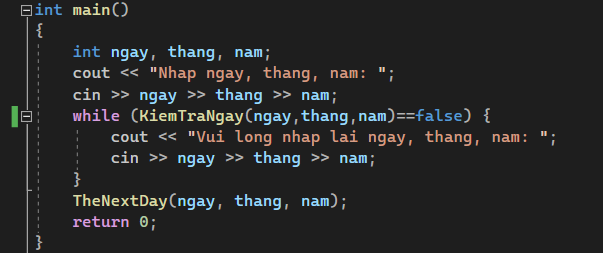 int main()
{
int ngay, thang, nam;
cout << "Nhap ngay, thang, nam: ";
cin >> ngay >> thang >> nam;
while (KiemTraNgay(ngay,thang,nam)==false) {
cout << "Vui long nhap lai ngay, thang, nam: ";
cin >> ngay >> thang >> nam;
}
TheNextDay(ngay, thang, nam);
return 0;
}